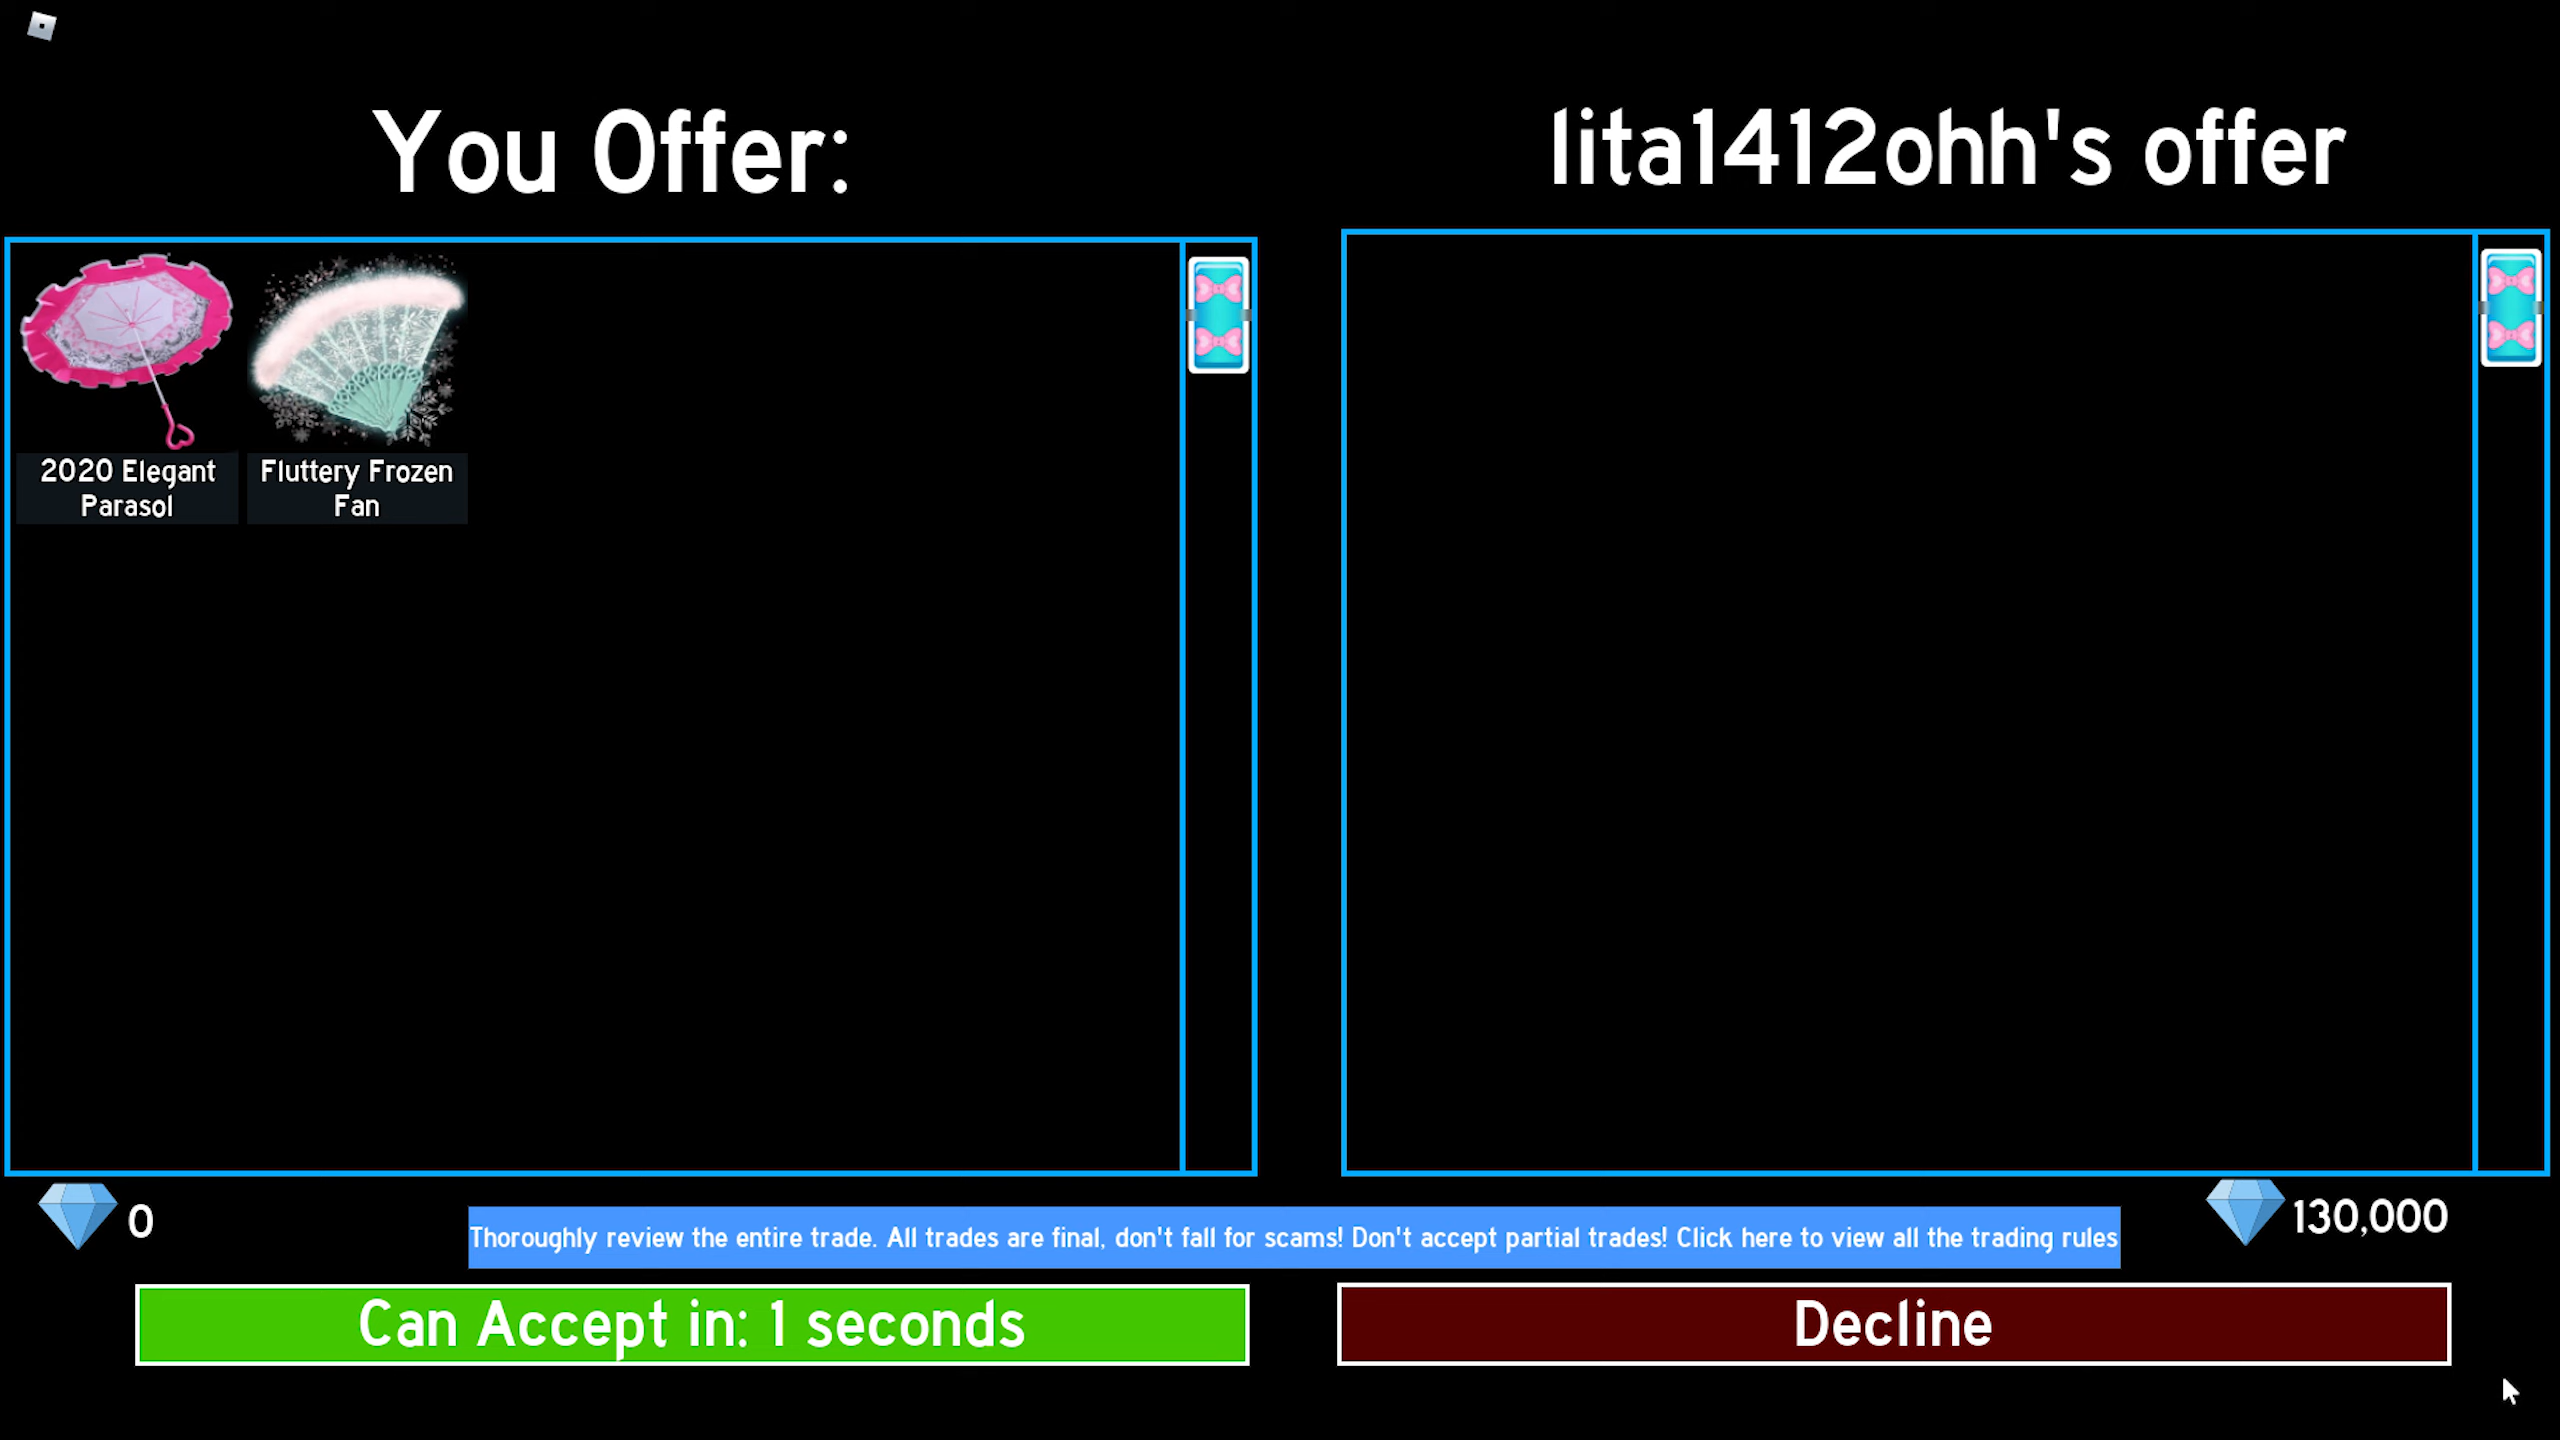 You Offer:
lita1412ohh's offer
2020 Elegant
Parasol
Fluttery Frozen
Fan
0
130,000
Thoroughly review the entire trade. All trades are final, don't fall for scams! Don't accept partial trades! Click here to view all the trading rules
Can Accept in: 1 seconds
Decline